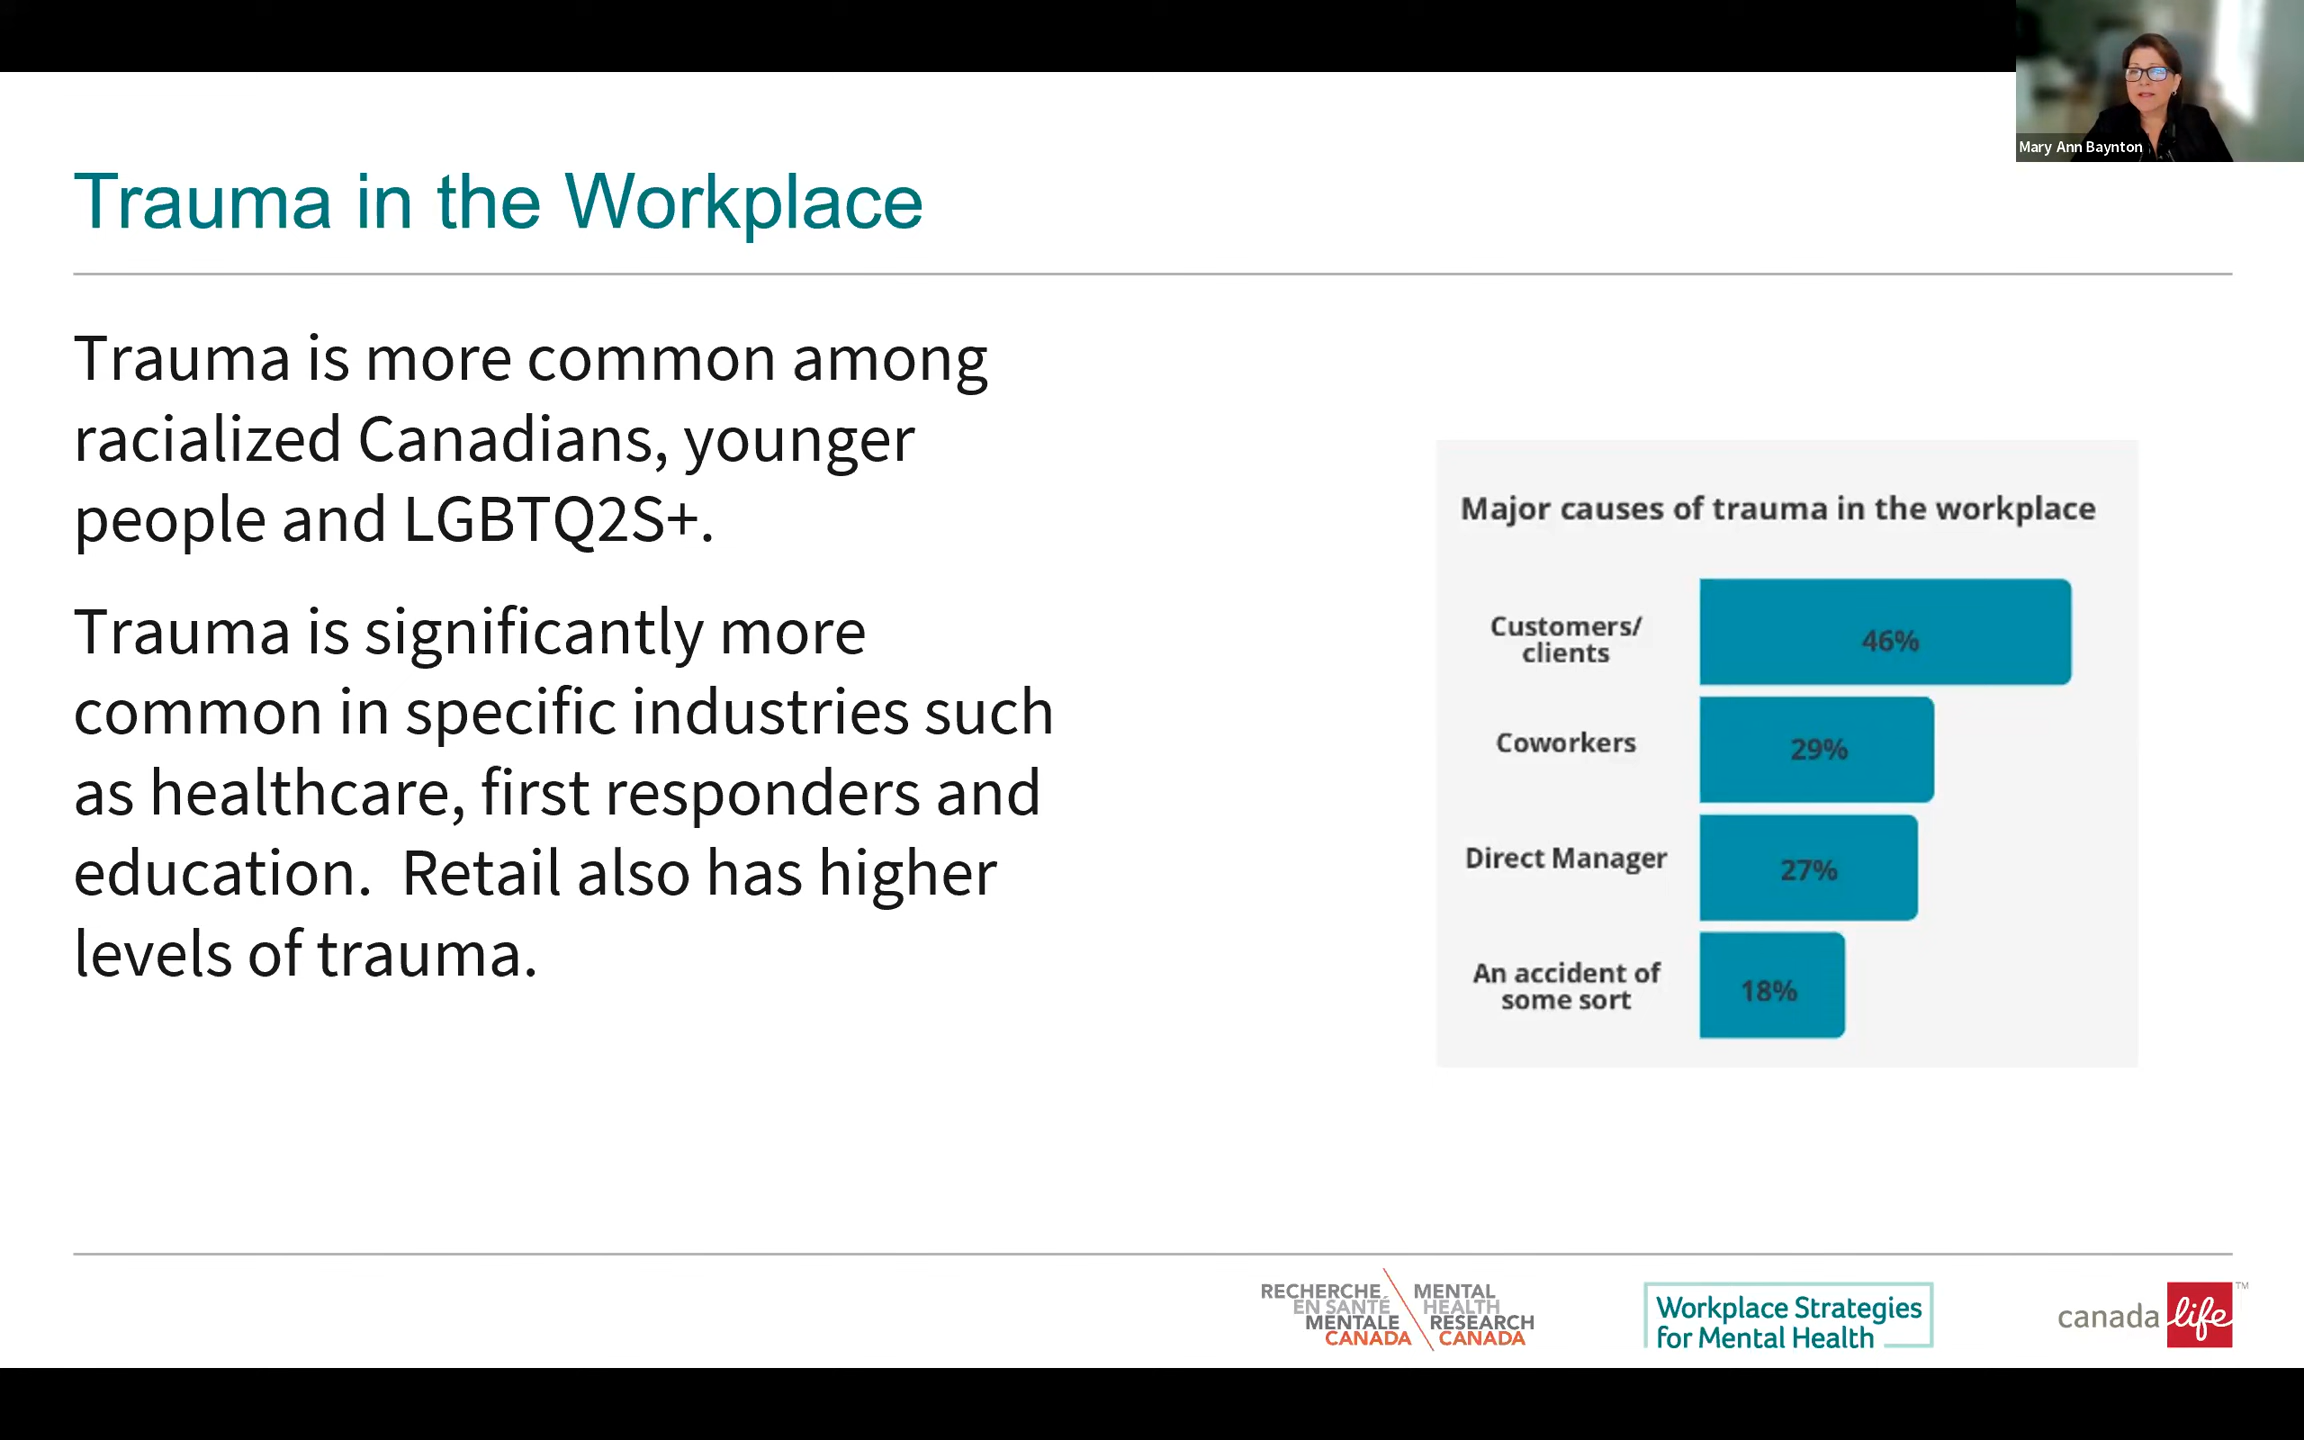 Mary Ann Baynton
Trauma in the Workplace
Trauma is more common among
racialized Canadians, younger
people and LGBTQ2S+.
Trauma is significantly more
common in specific industries such
as healthcare, first responders and
education.  Retail also has higher
levels of trauma.
Major causes of trauma in the workplace
Customers/
clients
46%
Coworkers
29%
Direct Manager
27%
An accident of
some sort
18%
RECHERCHE
EN SANTÉ
MENTALE
CANADA
MENTAL
HEALTH
RESEARCH
CANADA
Workplace Strategies
for Mental Health
canada life TM